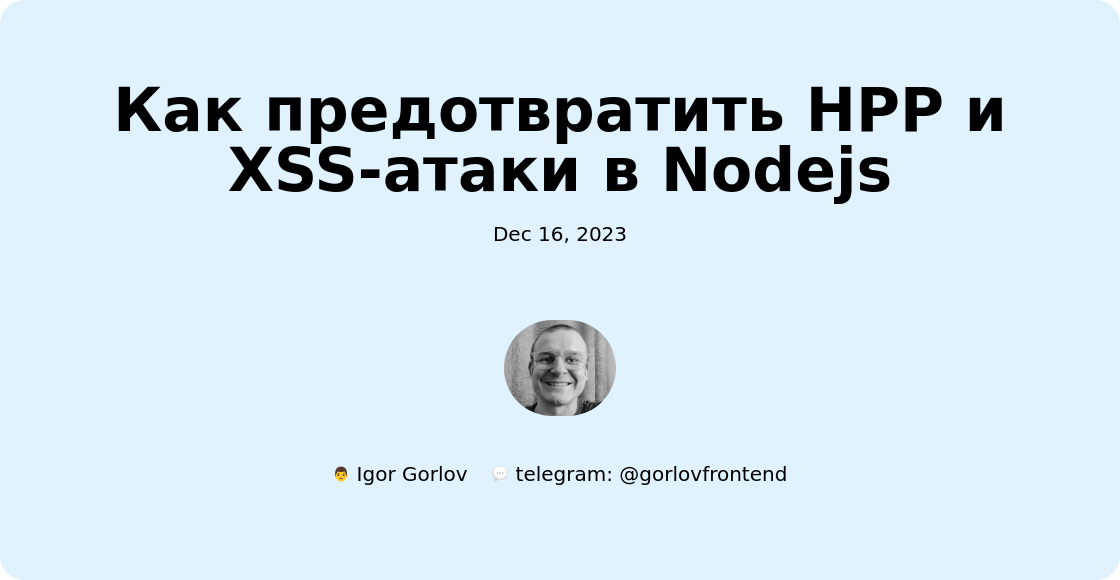 Как предотвратить HPP и
XSS-атаки в Nodejs
Dec 16, 2023
Igor Gorlov telegram: @gorlovfrontend